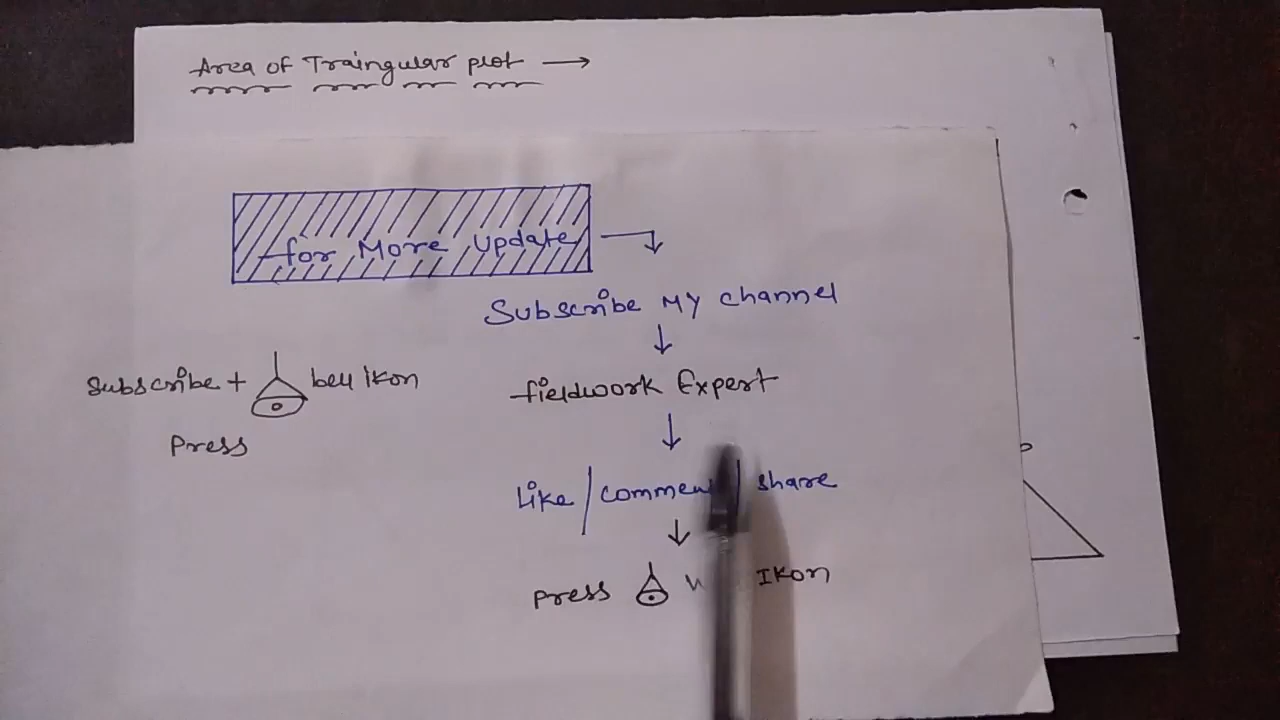 Area of Traingular plot →
for More Update
Subscribe My channel
Subscribe + bell Ikon
Press
fieldwork Expert
Like / comment / share
Press Ikon